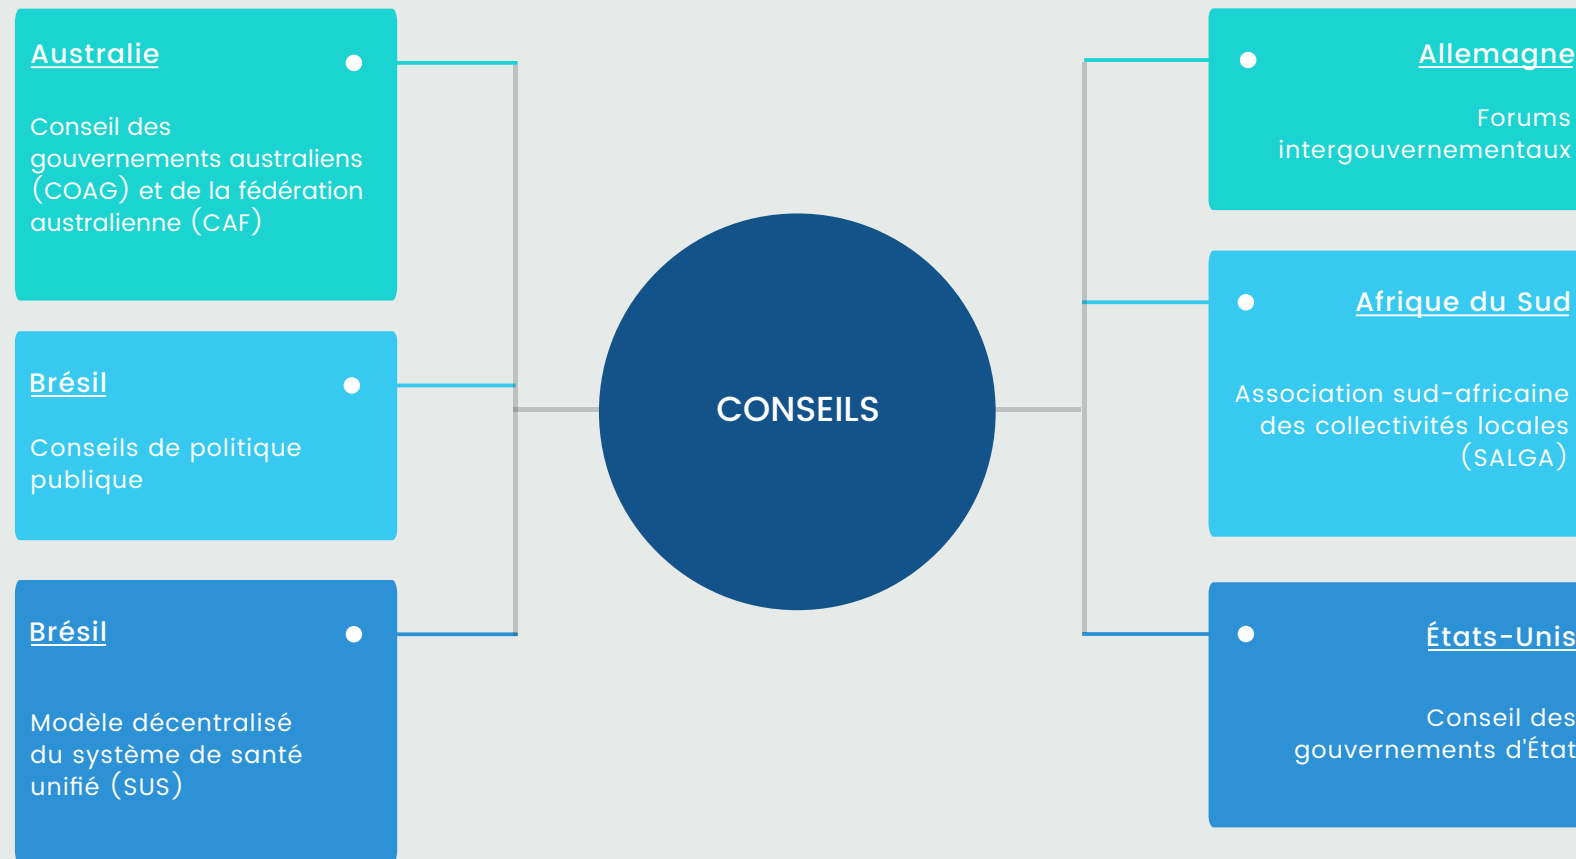 Australie
Conseil des
gouvernements australiens
(COAG) et de la fédération
australienne (CAF)
Brésil
Conseils de politique
publique
Brésil
Modèle décentralisé
du système de santé
unifié (SUS)
CONSEILS
Allemagne
Forums
intergouvernementaux
Afrique du Sud
Association sud-africaine
des collectivités locales
(SALGA)
États-Unis
Conseil des
gouvernements d'État